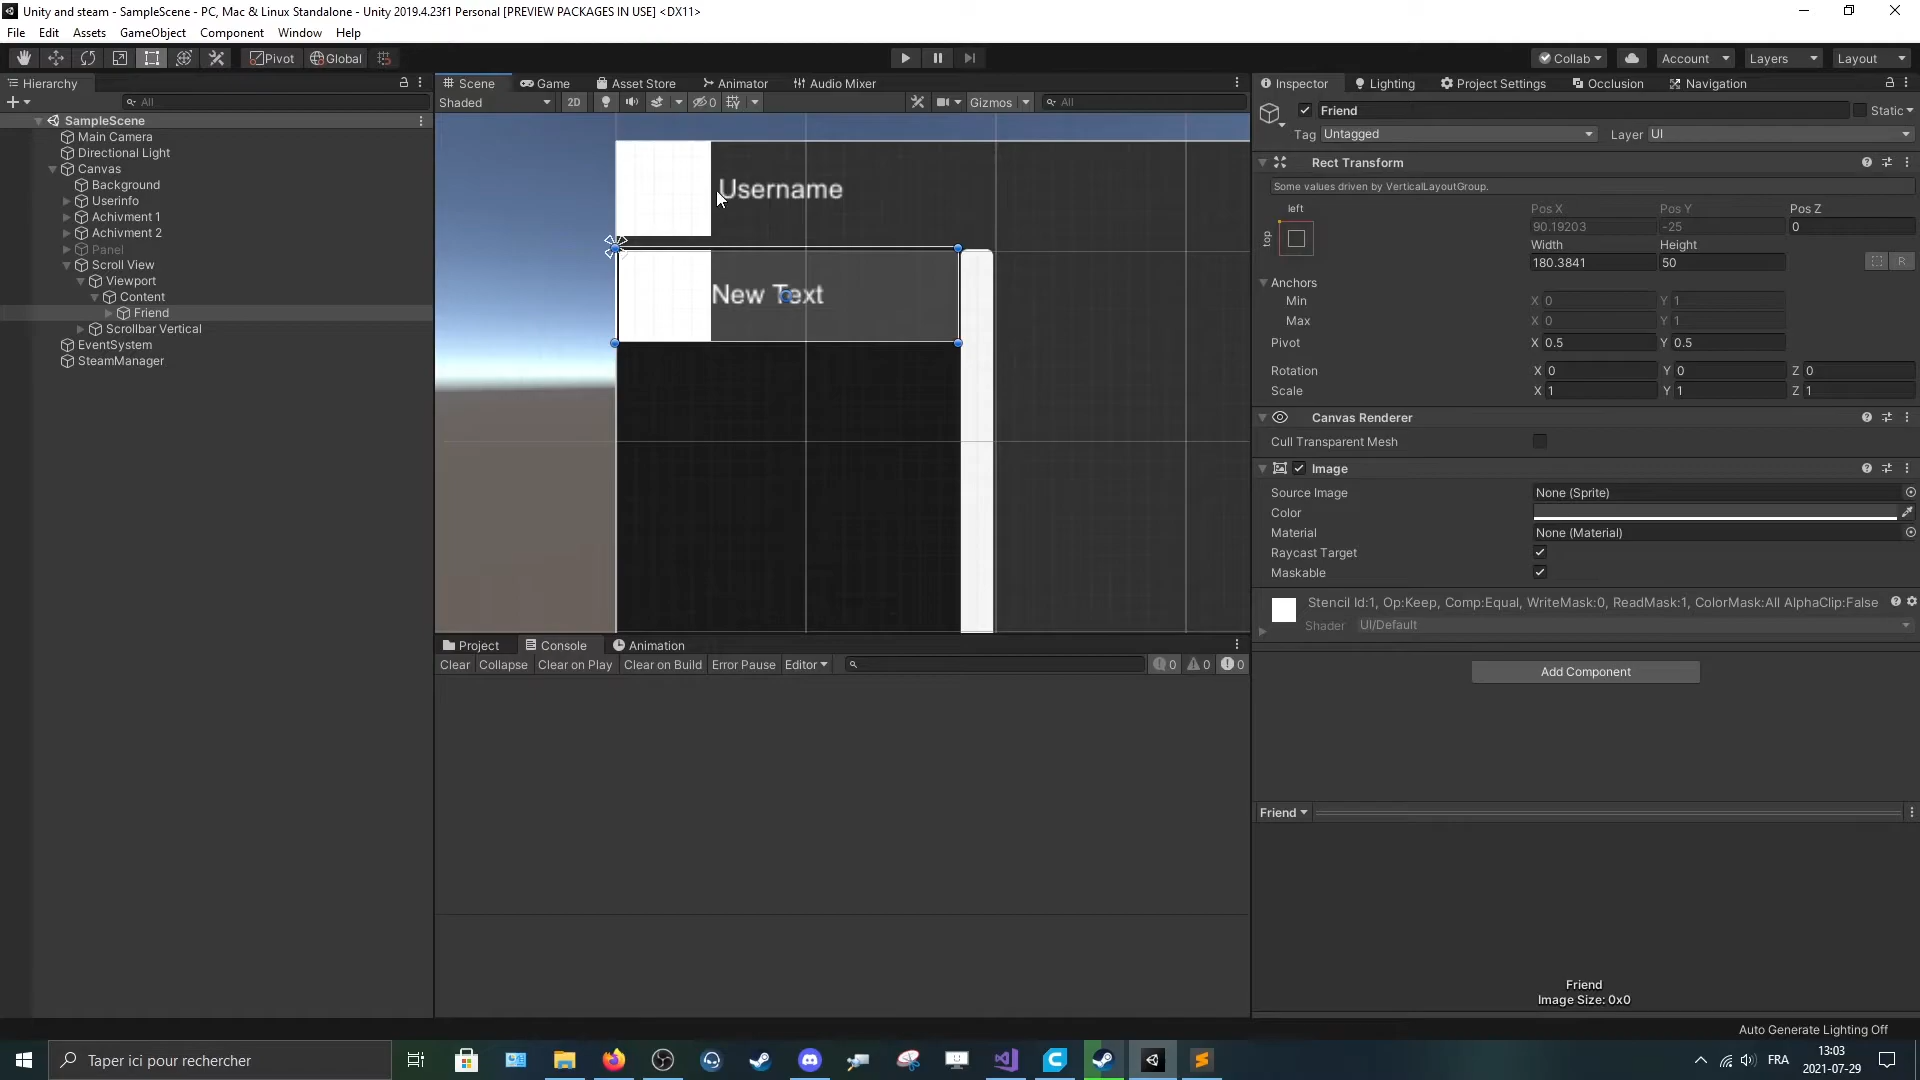 Unity and steam - SampleScene - PC, Mac & Linux Standalone - Unity 2019.4.23f1 Personal [PREVIEW PACKAGES IN USE] <DX11>
File Edit Assets GameObject Component Window Help
Pivot Global Collab Account Layers Layout
Hierarchy
All
SampleScene
Main Camera
Directional Light
Canvas
Background
Userinfo
Achivment 1
Achivment 2
Panel
Scroll View
Viewport
Content
Friend
Scrollbar Vertical
EventSystem
SteamManager
Scene Game Asset Store Animator Audio Mixer
Shaded 2D 0 Gizmos All
Username
New Text
Project Console Animation
Clear Collapse Clear on Play Clear on Build Error Pause Editor 0 0 0
Inspector Lighting Project Settings Occlusion Navigation
Friend Static
Tag Untagged Layer UI
Rect Transform
Some values driven by VerticalLayoutGroup.
left Pos X Pos Y Pos Z
top 90.19203 -25 0
Width Height
180.3841 50 R
Anchors
Min X 0 Y 1
Max X 0 Y 1
Pivot X 0.5 Y 0.5
Rotation X 0 Y 0 Z 0
Scale X 1 Y 1 Z 1
Canvas Renderer
Cull Transparent Mesh
Image
Source Image None (Sprite)
Color
Material None (Material)
Raycast Target
Maskable
Stencil Id:1, Op:Keep, Comp:Equal, WriteMask:0, ReadMask:1, ColorMask:All AlphaClip:False
Shader UI/Default
Add Component
Friend
Friend
Image Size: 0x0
Auto Generate Lighting Off
Taper ici pour rechercher
FRA
13:03
2021-07-29